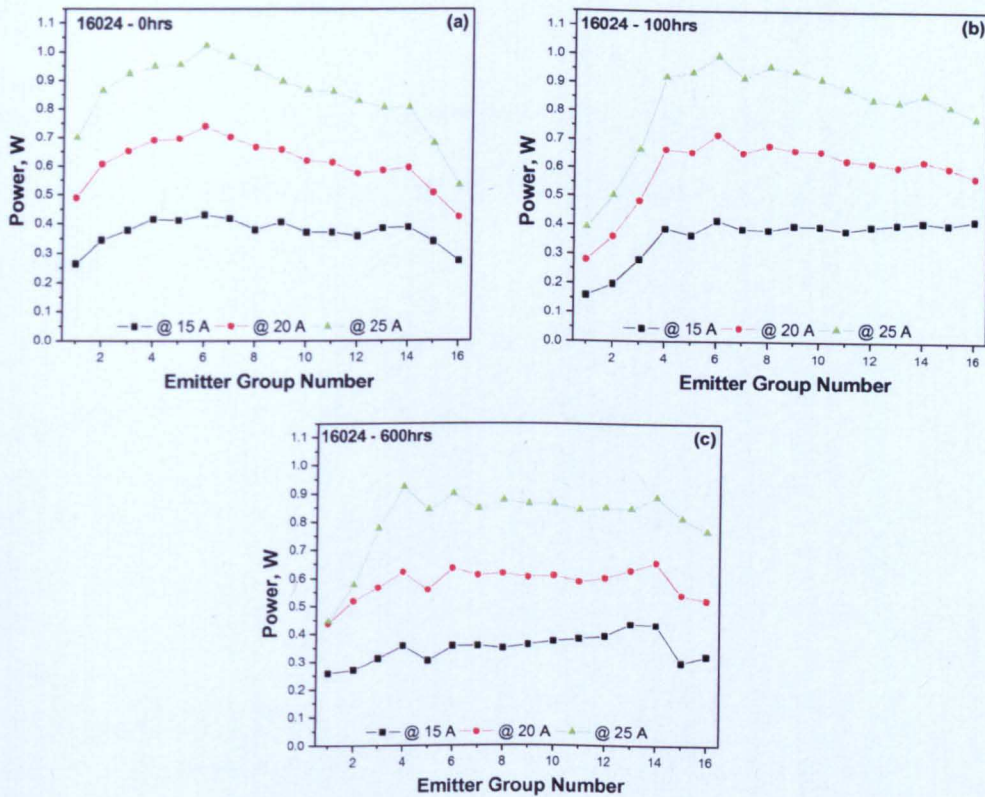 16024 - 0hrs
(a)
Power, W
1.1
1.0
0.9
0.8
0.7
0.6
0.5
0.4
0.3
0.2
0.1
0.0
@ 15 A @ 20 A @ 25 A
2 4 6 8 10 12 14 16
Emitter Group Number
16024 - 100hrs
(b)
Power, W
1.1
1.0
0.9
0.8
0.7
0.6
0.5
0.4
0.3
0.2
0.1
0.0
@ 15 A @ 20 A @ 25 A
2 4 6 8 10 12 14 16
Emitter Group Number
16024 - 600hrs
(c)
Power, W
1.1
1.0
0.9
0.8
0.7
0.6
0.5
0.4
0.3
0.2
0.1
0.0
@ 15 A @ 20 A @ 25 A
2 4 6 8 10 12 14 16
Emitter Group Number